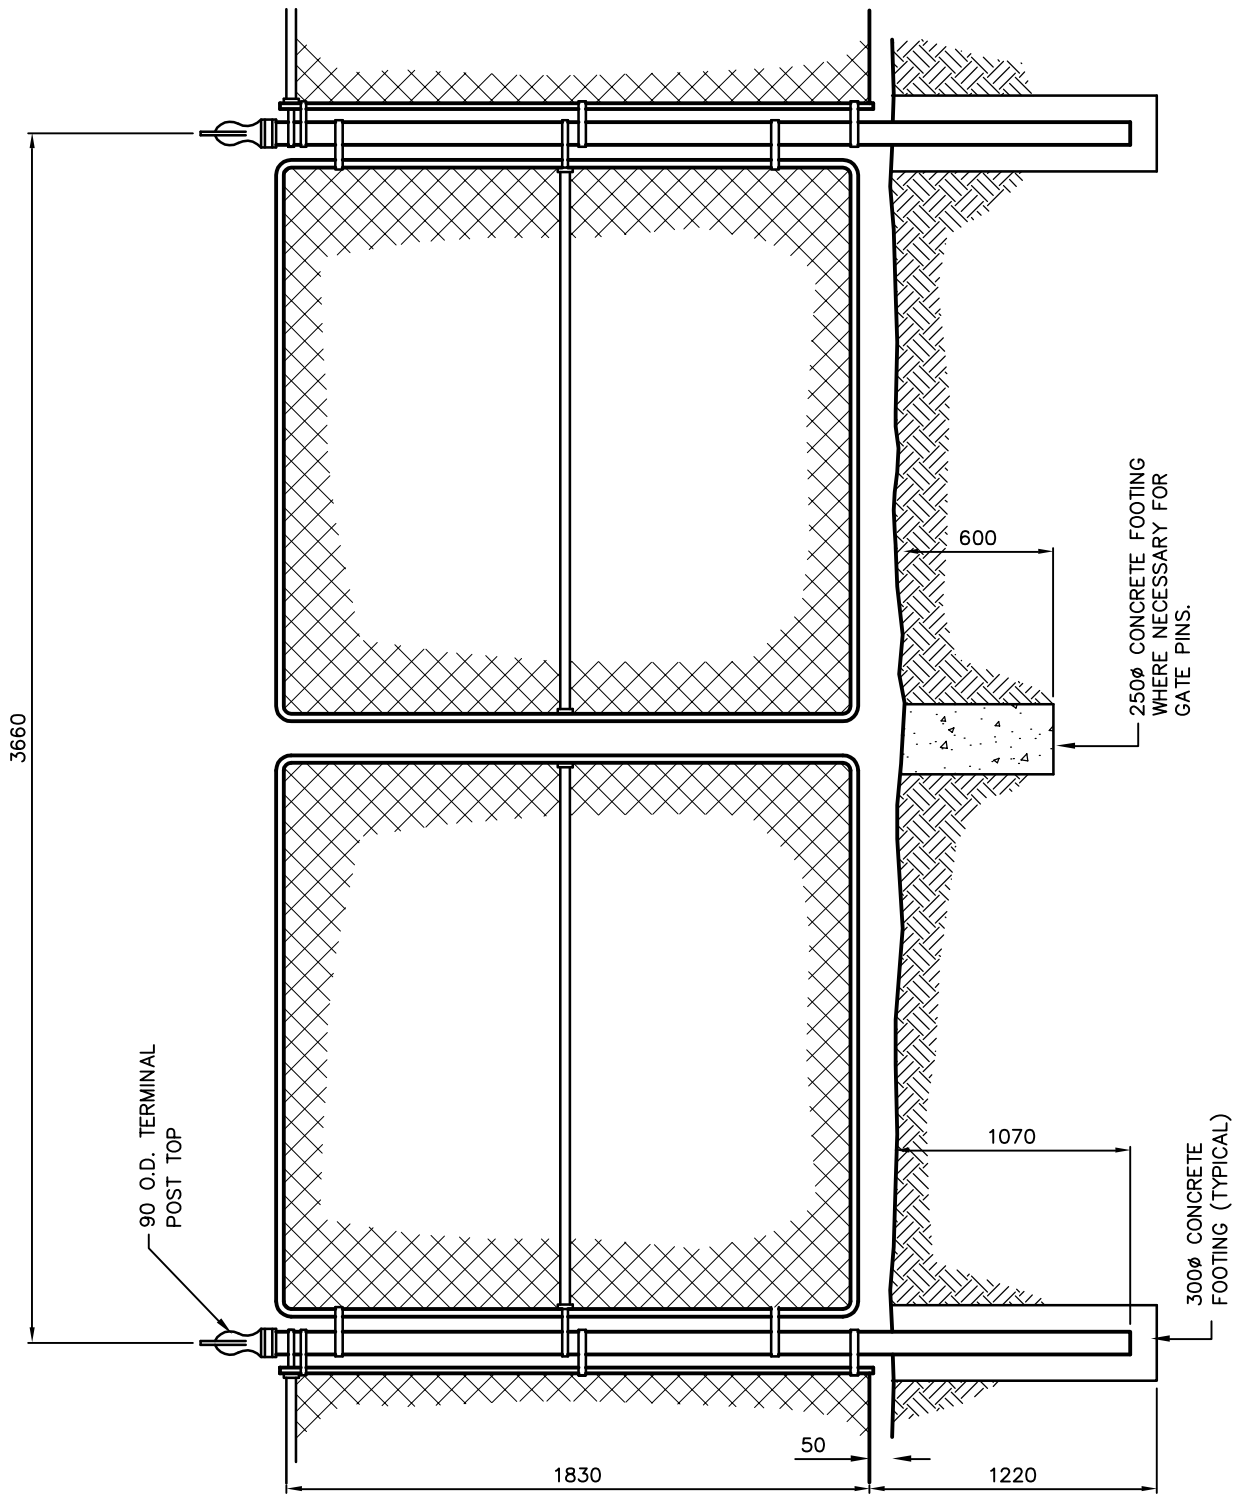 3660
90 O.D. TERMINAL
POST TOP
600
250ø CONCRETE FOOTING
WHERE NECESSARY FOR
GATE PINS.
1070
300ø CONCRETE
FOOTING (TYPICAL)
50
1830
1220